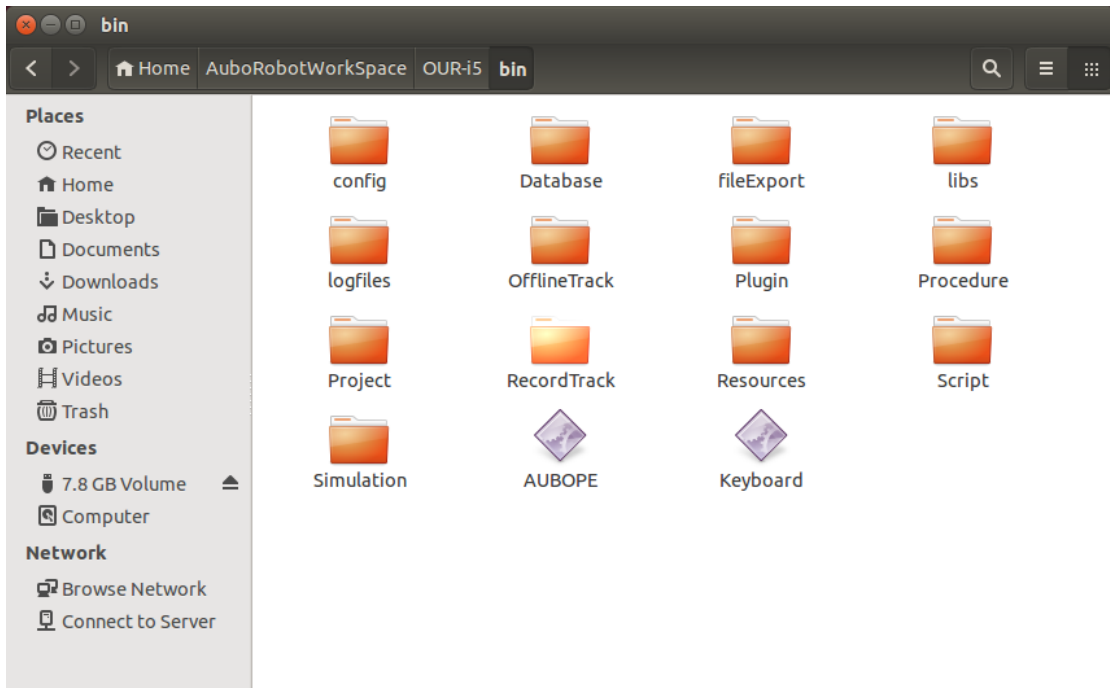 bin
Home AuboRobotWorkSpace OUR-i5 bin
Places
Recent
Home
Desktop
Documents
Downloads
Music
Pictures
Videos
Trash
Devices
7.8 GB Volume
Computer
Network
Browse Network
Connect to Server
config Database fileExport libs
logfiles OfflineTrack Plugin Procedure
Project RecordTrack Resources Script
Simulation AUBOPE Keyboard